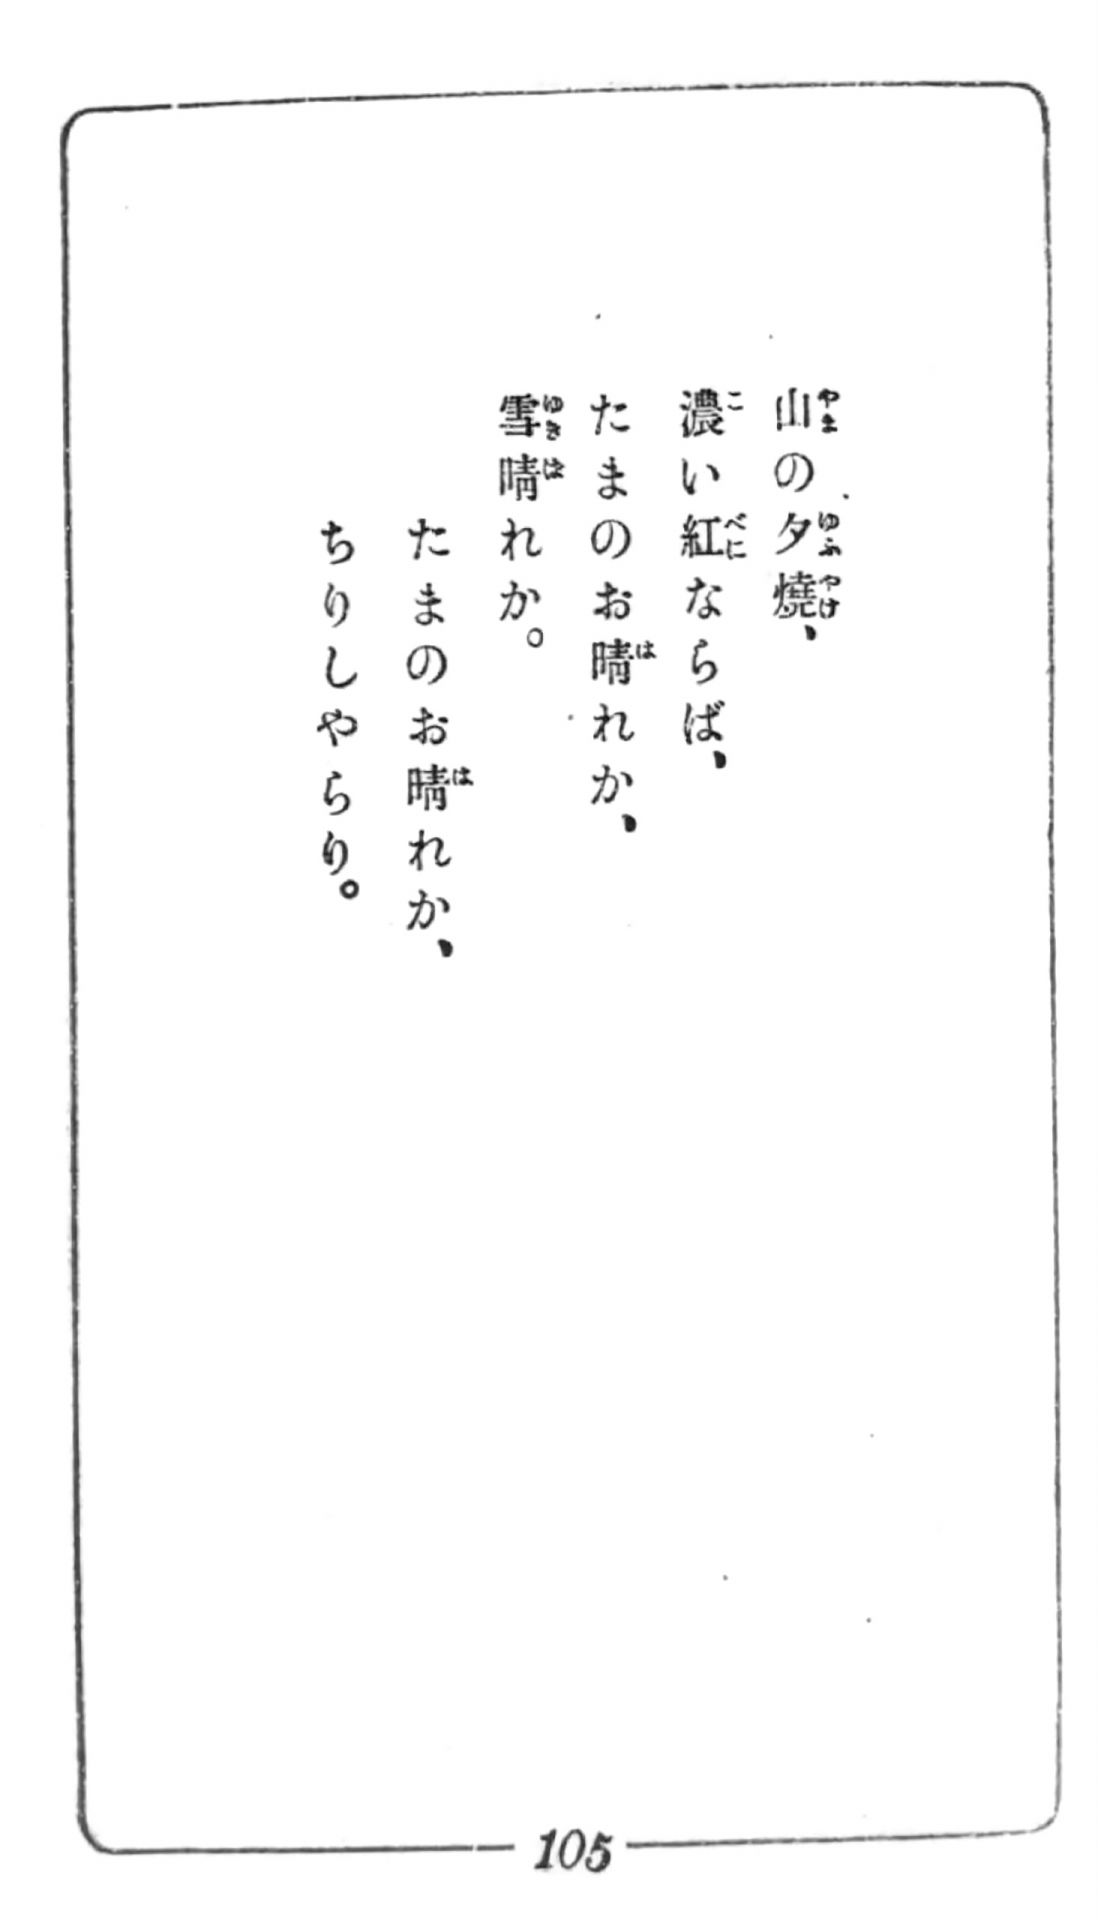 山の夕燒、
濃い紅ならば、
たまのお晴れか、
雪晴れか。
たまのお晴れか、
ちりしやらり。
105